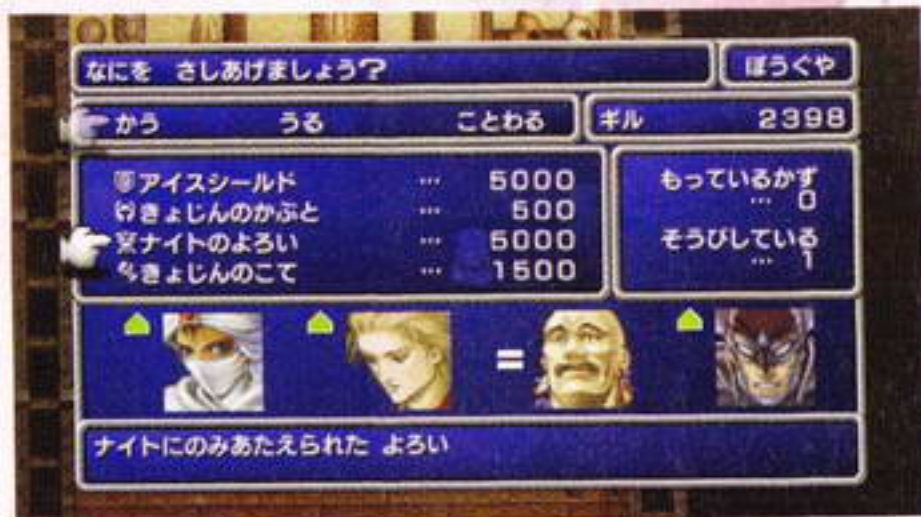 なにを さしあげましょう？
ぼうぐや
かう うる ことわる
ギル 2398
アイスシールド … 5000
きょじんのかぶと … 500
ナイトのよろい … 5000
きょじんのこて … 1500
もっているかず
… 0
そうびしている
… 1
=
ナイトにのみあたえられた よろい